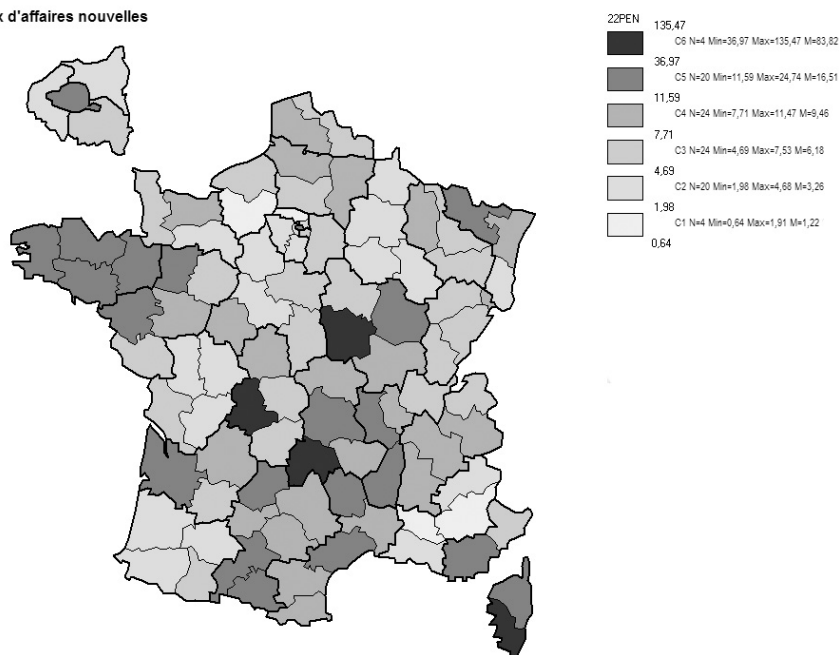 x d'affaires nouvelles
22PEN
135,47
C6 N=4 Min=36,97 Max=135,47 M=83,82
36,97
C5 N=20 Min=11,59 Max=24,74 M=16,51
11,59
C4 N=24 Min=7,71 Max=11,47 M=9,46
7,71
C3 N=24 Min=4,69 Max=7,53 M=6,18
4,69
C2 N=20 Min=1,98 Max=4,68 M=3,26
1,98
C1 N=4 Min=0,64 Max=1,91 M=1,22
0,64